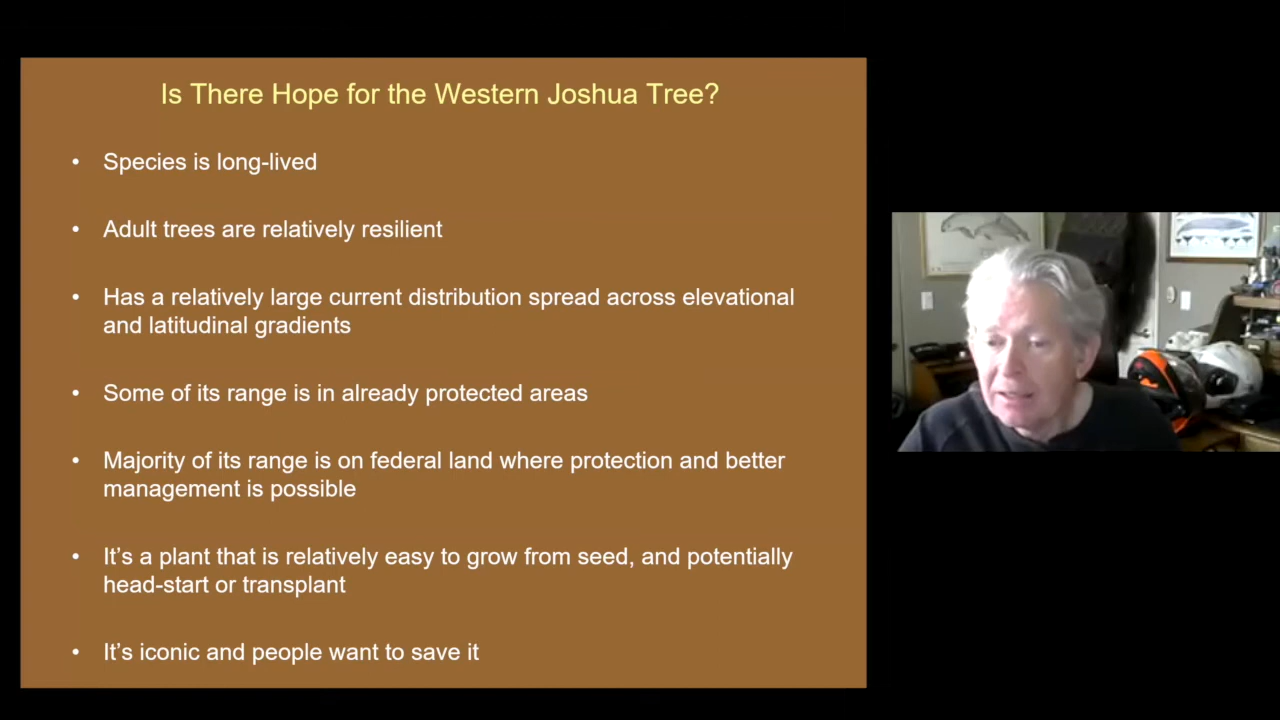 Is There Hope for the Western Joshua Tree?
• Species is long-lived
• Adult trees are relatively resilient
• Has a relatively large current distribution spread across elevational
and latitudinal gradients
• Some of its range is in already protected areas
• Majority of its range is on federal land where protection and better
management is possible
• It’s a plant that is relatively easy to grow from seed, and potentially
head-start or transplant
• It’s iconic and people want to save it